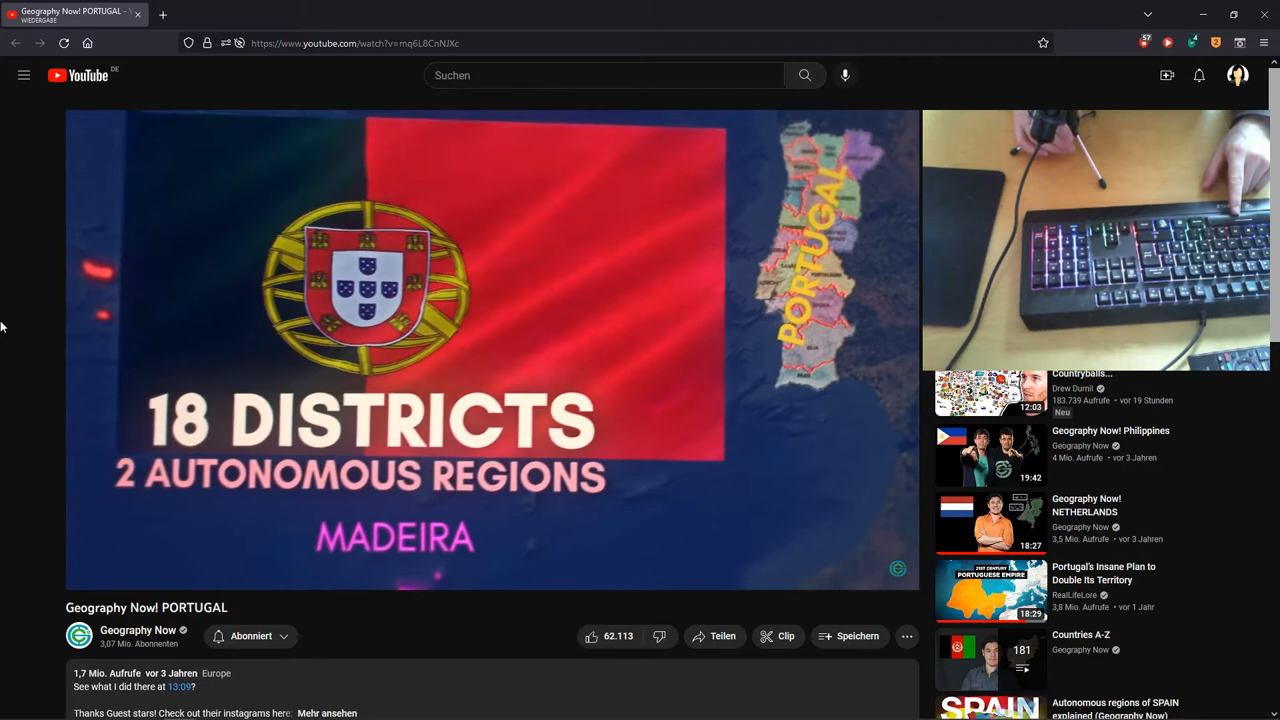 Geography Now! PORTUGAL - Y
WIEDERGABE
https://www.youtube.com/watch?v=mq6L8CnNJXc
57
4
2
YouTube DE
Suchen
PORTUGAL
18 DISTRICTS
2 AUTONOMOUS REGIONS
MADEIRA
Geography Now! PORTUGAL
Geography Now
3,07 Mio. Abonnenten
Abonniert
62.113
Teilen
Clip
Speichern
1,7 Mio. Aufrufe vor 3 Jahren Europe
See what I did there at 13:09?
Thanks Guest stars! Check out their instagrams here: Mehr ansehen
Countryballs...
Drew Durnil
183.739 Aufrufe • vor 19 Stunden
Neu
12:03
Geography Now! Philippines
Geography Now
4 Mio. Aufrufe • vor 3 Jahren
19:42
Geography Now!
NETHERLANDS
Geography Now
3,5 Mio. Aufrufe • vor 3 Jahren
18:27
21ST CENTURY
PORTUGUESE EMPIRE
Portugal's Insane Plan to
Double Its Territory
RealLifeLore
3,8 Mio. Aufrufe • vor 1 Jahr
18:29
Countries A-Z
Geography Now
181
SPAIN
Autonomous regions of SPAIN
explained (Geography Now)